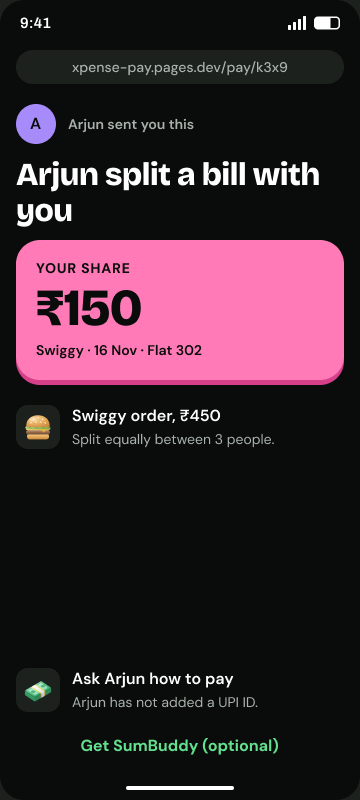 9:41
xpense-pay.pages.dev/pay/k3x9
A
Arjun sent you this
Arjun split a bill with
you
YOUR SHARE
₹150
Swiggy · 16 Nov · Flat 302
Swiggy order, ₹450
Split equally between 3 people.
Ask Arjun how to pay
Arjun has not added a UPI ID.
Get SumBuddy (optional)